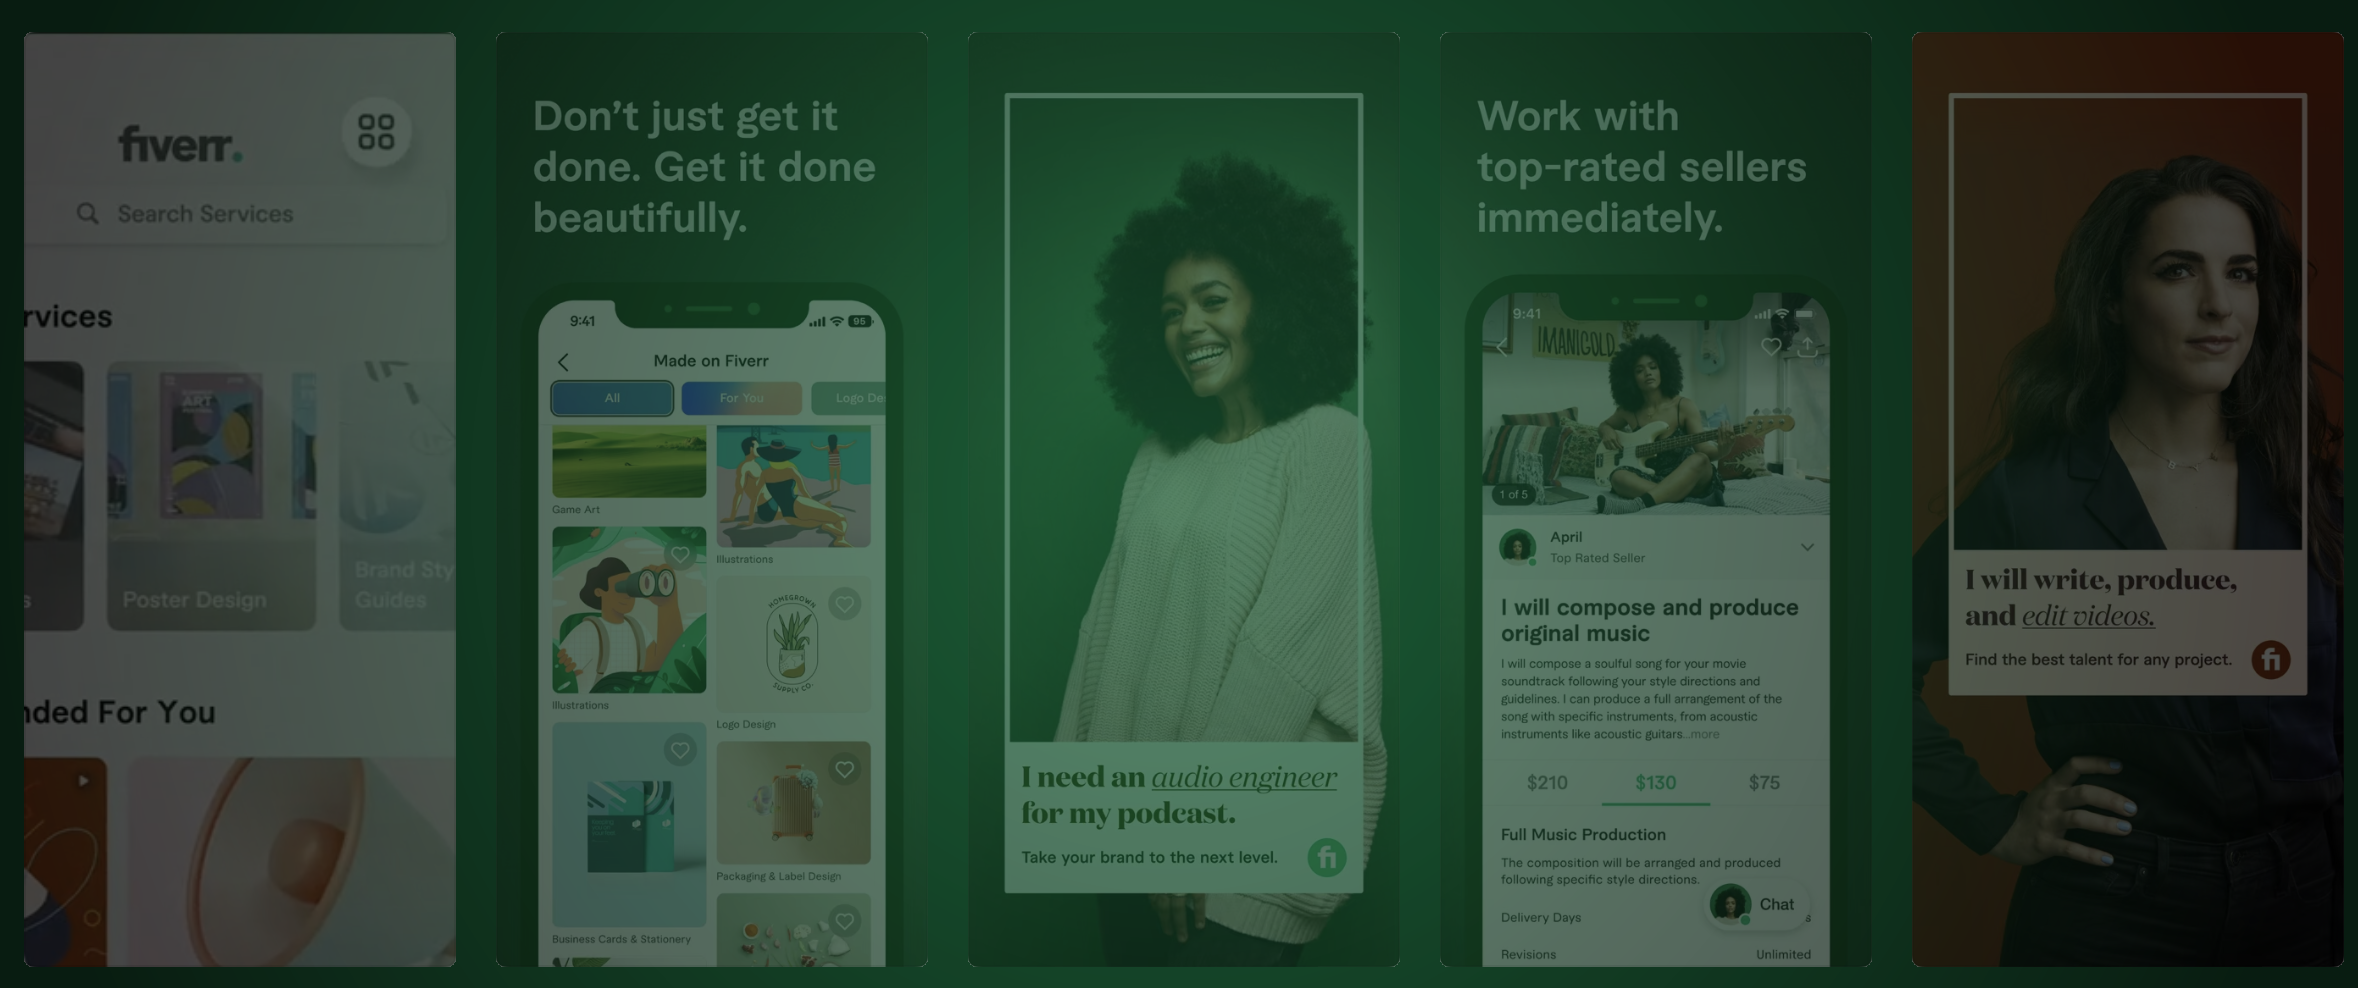 fiverr.
Search Services
rvices
Poster Design
Brand Sty
Guides
s
nded For You
Don't just get it
done. Get it done
beautifully.
9:41
95
Made on Fiverr
All
For You
Logo De
Game Art
Illustrations
Illustrations
HOMEGROWN
SUPPLY CO.
Logo Design
Packaging & Label Design
Business Cards & Stationery
I need an audio engineer
for my podcast.
Take your brand to the next level.
fi
Work with
top-rated sellers
immediately.
9:41
IMANIGOLD
1 of 5
April
Top Rated Seller
I will compose and produce
original music
I will compose a soulful song for your movie
soundtrack following your style directions and
guidelines. I can produce a full arrangement of the
song with specific instruments, from acoustic
instruments like acoustic guitars...more
$210 $130 $75
Full Music Production
The composition will be arranged and produced
following specific style directions.
Chat
Delivery Days
s
Revisions Unlimited
I will write, produce,
and edit videos.
Find the best talent for any project.
fi